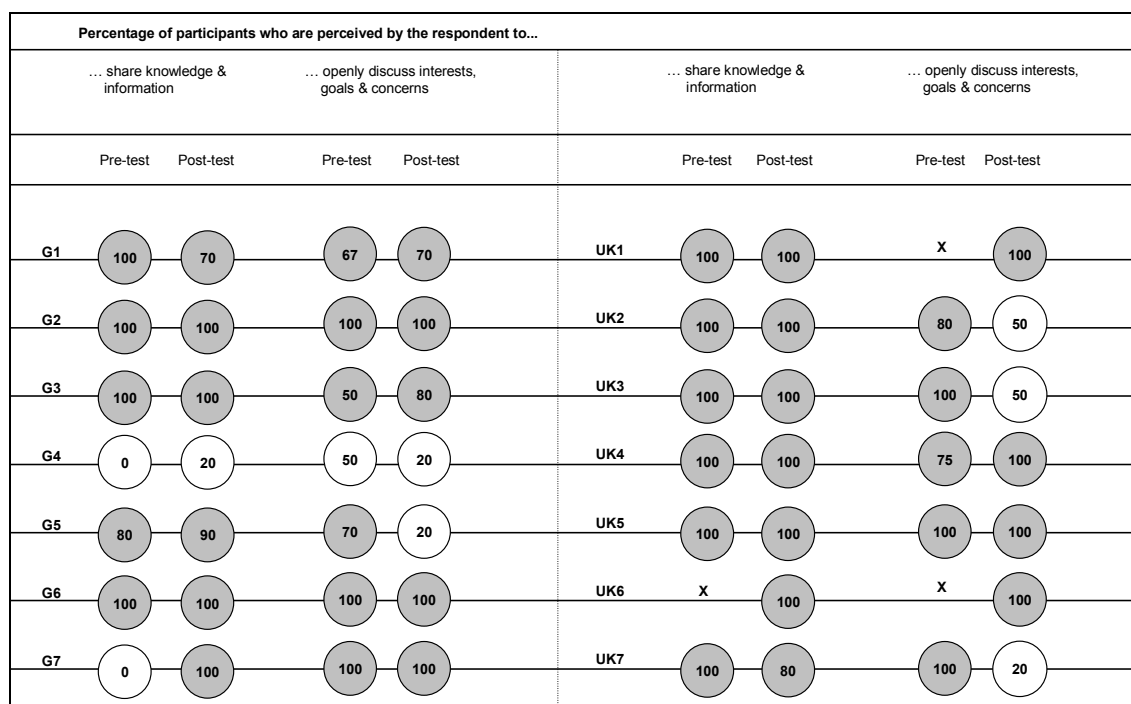 Percentage of participants who are perceived by the respondent to...
… share knowledge & information … openly discuss interests, goals & concerns … share knowledge & information … openly discuss interests, goals & concerns
Pre-test Post-test Pre-test Post-test Pre-test Post-test Pre-test Post-test
G1 100 70 67 70 UK1 100 100 X 100
G2 100 100 100 100 UK2 100 100 80 50
G3 100 100 50 80 UK3 100 100 100 50
G4 0 20 50 20 UK4 100 100 75 100
G5 80 90 70 20 UK5 100 100 100 100
G6 100 100 100 100 UK6 X 100 X 100
G7 0 100 100 100 UK7 100 80 100 20